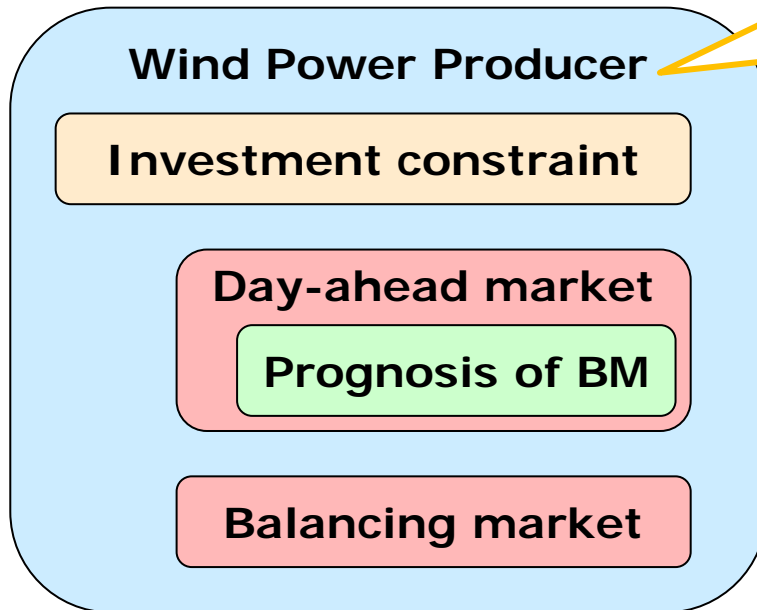 Wind Power Producer
Investment constraint
Day-ahead market
Prognosis of BM
Balancing market